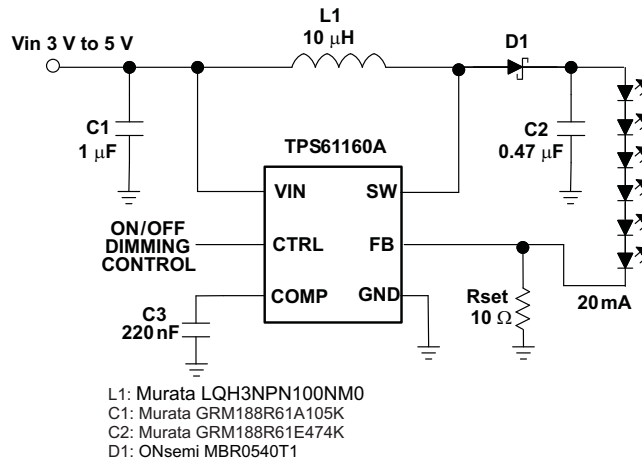 L1
Vin 3 V to 5 V
10 μH
D1
C1
1 μF
TPS61160A
C2
0.47 μF
VIN
SW
ON/OFF
DIMMING
CONTROL
CTRL
FB
COMP
GND
C3
220 nF
Rset
10 Ω
20 mA
L1: Murata LQH3NPN100NM0
C1: Murata GRM188R61A105K
C2: Murata GRM188R61E474K
D1: ONsemi MBR0540T1